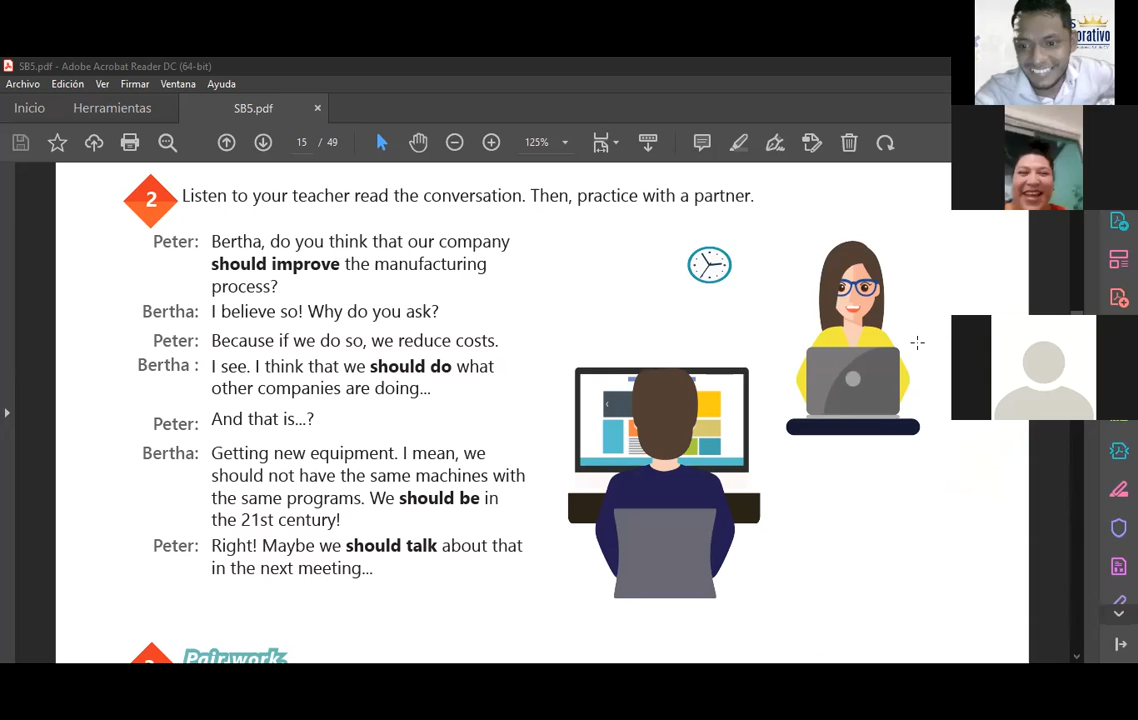 SB5.pdf - Adobe Acrobat Reader DC (64-bit)
Archivo Edición Ver Firmar Ventana Ayuda
Inicio Herramientas SB5.pdf ×
15 / 49 125%
orativo
2 Listen to your teacher read the conversation. Then, practice with a partner.
Peter: Bertha, do you think that our company
should improve the manufacturing
process?
Bertha: I believe so! Why do you ask?
Peter: Because if we do so, we reduce costs.
Bertha : I see. I think that we should do what
other companies are doing...
Peter: And that is...?
Bertha: Getting new equipment. I mean, we
should not have the same machines with
the same programs. We should be in
the 21st century!
Peter: Right! Maybe we should talk about that
in the next meeting...
Pair work